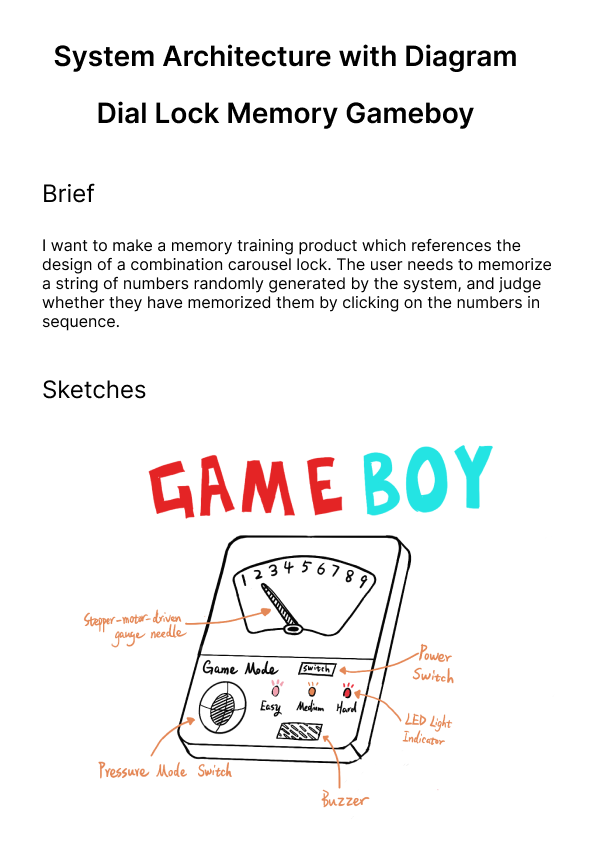 System Architecture with Diagram
Dial Lock Memory Gameboy
Brief
I want to make a memory training product which references the
design of a combination carousel lock. The user needs to memorize
a string of numbers randomly generated by the system, and judge
whether they have memorized them by clicking on the numbers in
sequence.
Sketches
GAME BOY
1 2 3 4 5 6 7 8 9
Stepper-motor-driven
gauge needle
Game Mode
Switch
Power
Switch
Easy
Medium
Hard
LED Light
Indicator
Pressure Mode Switch
Buzzer